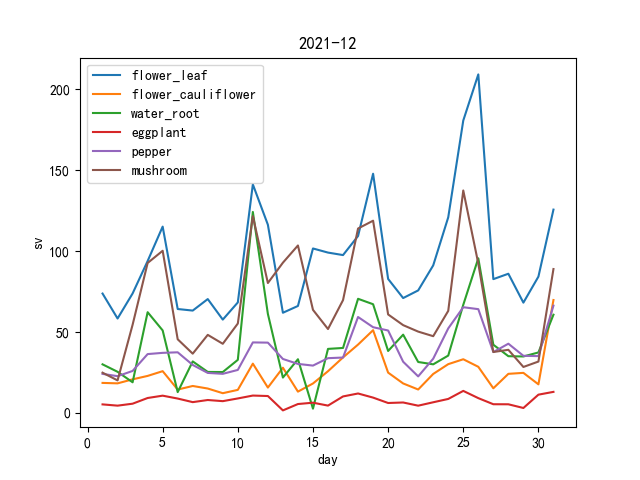 2021-12
flower_leaf
flower_cauliflower
water_root
eggplant
pepper
mushroom
200
150
100
50
0
sv
0 5 10 15 20 25 30
day